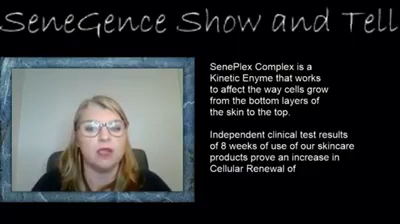 SeneGence Show and Tell
SenePlex Complex is a
Kinetic Enyme that works
to affect the way cells grow
from the bottom layers of
the skin to the top.
Independent clinical test results
of 8 weeks of use of our skincare
products prove an increase in
Cellular Renewal of